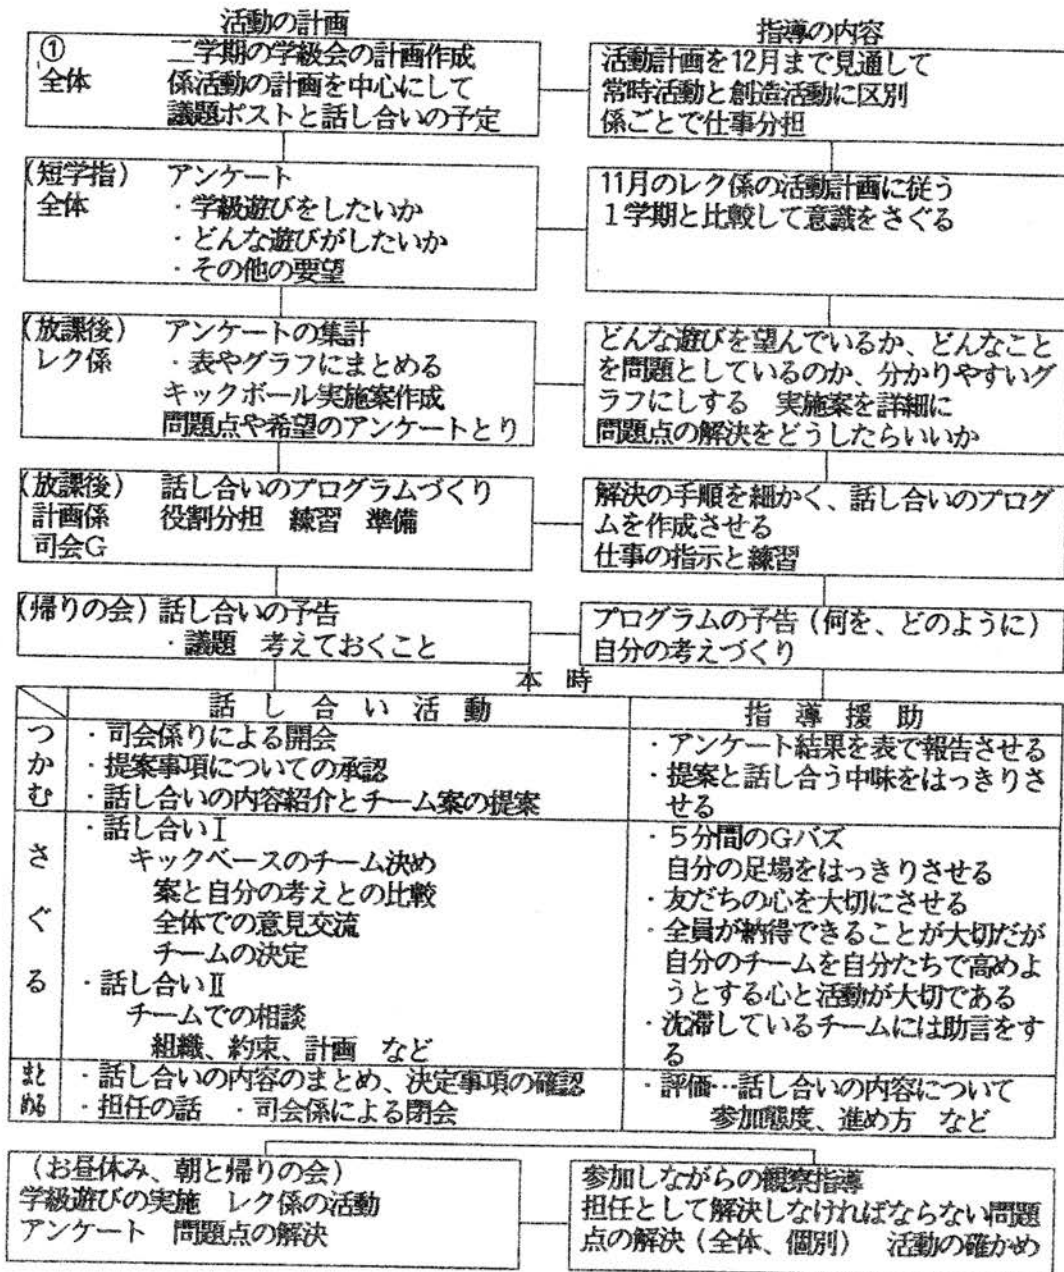 活動の計画
① 二学期の学級会の計画作成
全体 係活動の計画を中心にして
議題ポストと話し合いの予定
指導の内容
活動計画を12月まで見通して
常時活動と創造活動に区別
係ごとで仕事分担
(短学指) アンケート
全体 ・学級遊びをしたいか
・どんな遊びがしたいか
・その他の要望
11月のレク係の活動計画に従う
1学期と比較して意識をさぐる
(放課後) アンケートの集計
レク係 ・表やグラフにまとめる
キックボール実施案作成
問題点や希望のアンケートとり
どんな遊びを望んでいるか、どんなこと
を問題としているのか、分かりやすいグ
ラフにしする 実施案を詳細に
問題点の解決をどうしたらいいか
(放課後) 話し合いのプログラムづくり
計画係 役割分担 練習 準備
司会G
解決の手順を細かく、話し合いのプログ
ムを作成させる
仕事の指示と練習
(帰りの会) 話し合いの予告
・議題 考えておくこと
プログラムの予告(何を、どのように)
自分の考えづくり
本時
話し合い活動
指導援助
つかむ
・司会係りによる開会
・提案事項についての承認
・話し合いの内容紹介とチーム案の提案
・アンケート結果を表で報告させる
・提案と話し合う中味をはっきりさ
せる
さぐる
・話し合いⅠ
キックベースのチーム決め
案と自分の考えとの比較
全体での意見交流
チームの決定
・話し合いⅡ
チームでの相談
組織、約束、計画 など
・5分間のGバズ
自分の足場をはっきりさせる
・友だちの心を大切にさせる
・全員が納得できることが大切だが
自分のチームを自分たちで高めよ
うとする心と活動が大切である
・沈滞しているチームには助言をす
る
まとめる
・話し合いの内容のまとめ、決定事項の確認
・担任の話 ・司会係による閉会
・評価…話し合いの内容について
参加態度、進め方 など
(お昼休み、朝と帰りの会)
学級遊びの実施 レク係の活動
アンケート 問題点の解決
参加しながらの観察指導
担任として解決しなければならない問題
点の解決(全体、個別) 活動の確かめ